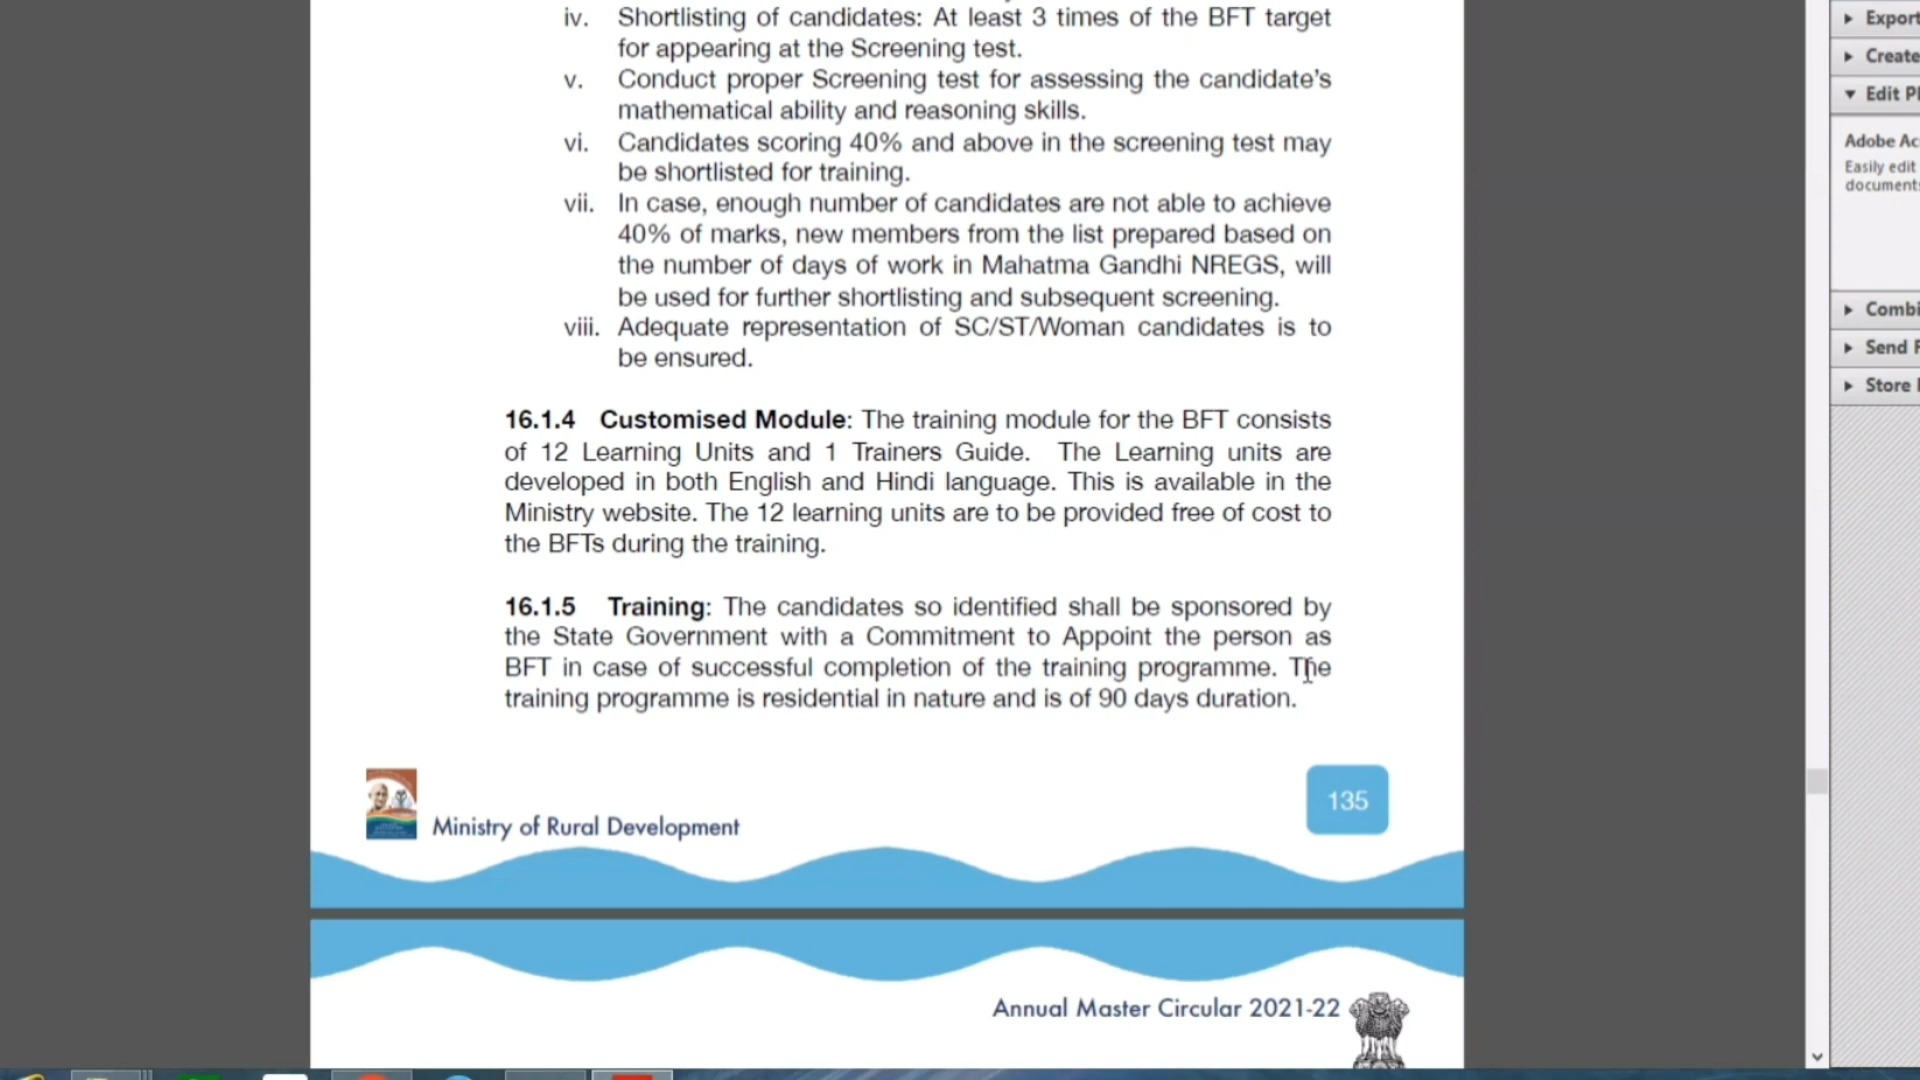 iv. Shortlisting of candidates: At least 3 times of the BFT target
for appearing at the Screening test.
v. Conduct proper Screening test for assessing the candidate's
mathematical ability and reasoning skills.
vi. Candidates scoring 40% and above in the screening test may
be shortlisted for training.
vii. In case, enough number of candidates are not able to achieve
40% of marks, new members from the list prepared based on
the number of days of work in Mahatma Gandhi NREGS, will
be used for further shortlisting and subsequent screening.
viii. Adequate representation of SC/ST/Woman candidates is to
be ensured.
16.1.4 Customised Module: The training module for the BFT consists
of 12 Learning Units and 1 Trainers Guide. The Learning units are
developed in both English and Hindi language. This is available in the
Ministry website. The 12 learning units are to be provided free of cost to
the BFTs during the training.
16.1.5 Training: The candidates so identified shall be sponsored by
the State Government with a Commitment to Appoint the person as
BFT in case of successful completion of the training programme. The
training programme is residential in nature and is of 90 days duration.
Ministry of Rural Development
135
Annual Master Circular 2021-22
Export
Create
Edit
Adobe
Easily edit
documents
Send
Store